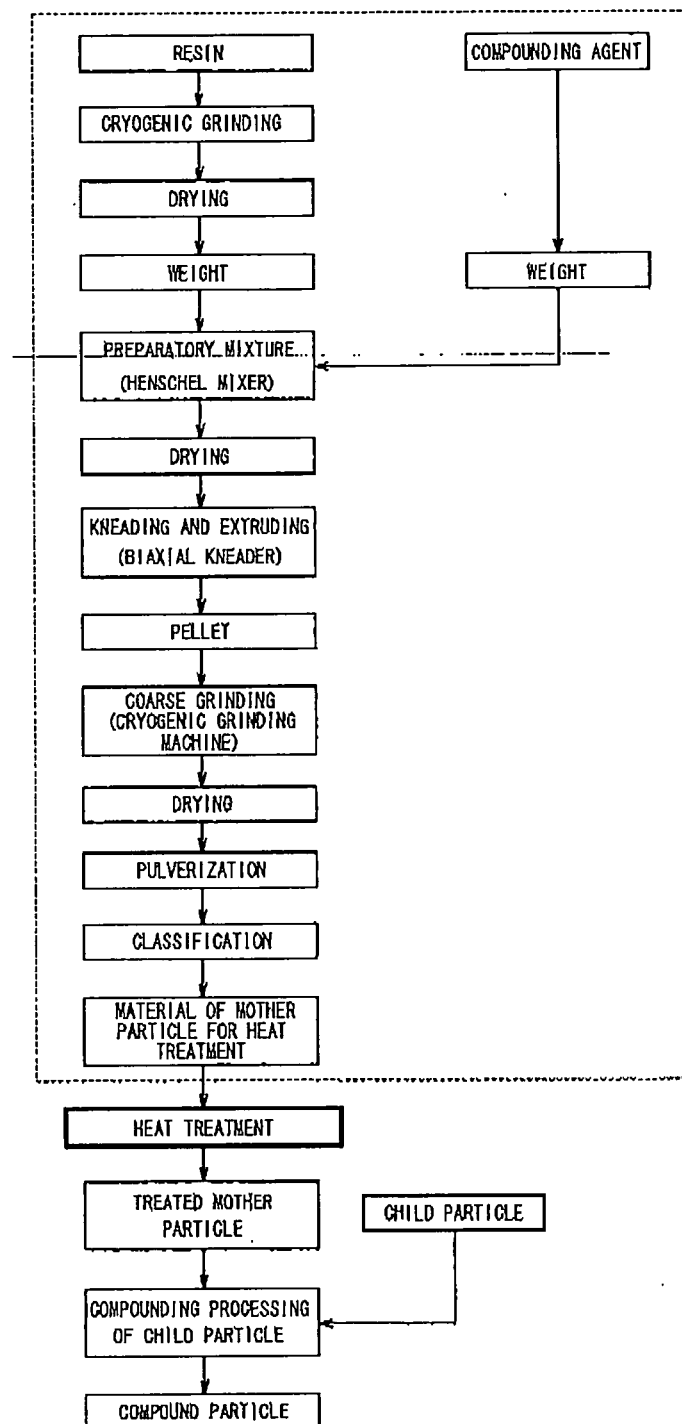 RESIN
COMPOUNDING AGENT
CRYOGENIC GRINDING
DRYING
WEIGHT
WEIGHT
PREPARATORY MIXTURE
(HENSCHEL MIXER)
DRYING
KNEADING AND EXTRUDING
(BIAXIAL KNEADER)
PELLET
COARSE GRINDING
(CRYOGENIC GRINDING
MACHINE)
DRYING
PULVERIZATION
CLASSIFICATION
MATERIAL OF MOTHER
PARTICLE FOR HEAT
TREATMENT
HEAT TREATMENT
TREATED MOTHER
PARTICLE
CHILD PARTICLE
COMPOUNDING PROCESSING
OF CHILD PARTICLE
COMPOUND PARTICLE